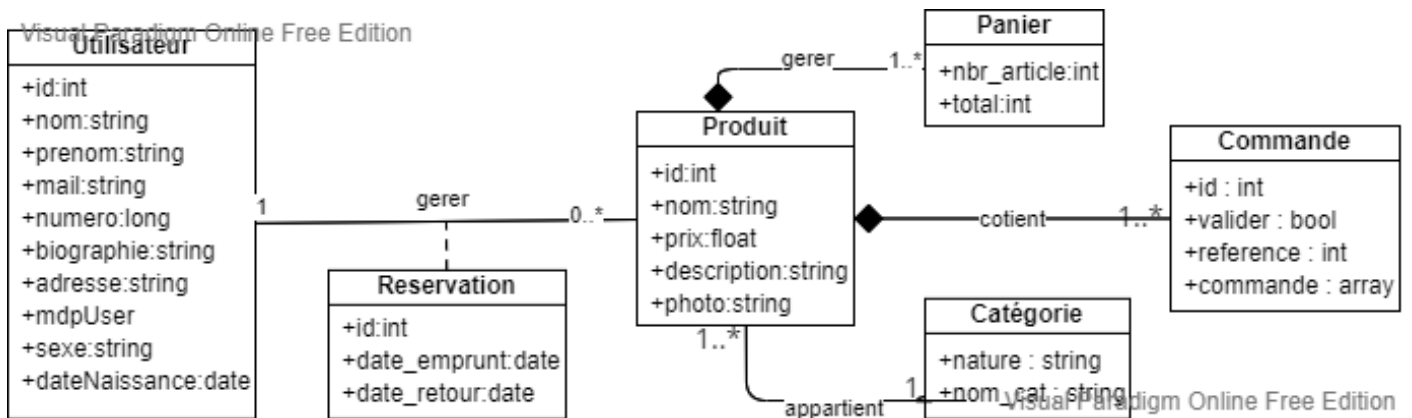 Visual Paradigm Online Free Edition
Utilisateur
+id:int
+nom:string
+prenom:string
+mail:string
+numero:long
+biographie:string
+adresse:string
+mdpUser
+sexe:string
+dateNaissance:date
1
gerer
0..*
Reservation
+id:int
+date_emprunt:date
+date_retour:date
Produit
+id:int
+nom:string
+prix:float
+description:string
+photo:string
gerer
1..*
Panier
+nbr_article:int
+total:int
cotient
1..*
Commande
+id : int
+valider : bool
+reference : int
+commande : array
1..*
appartient
1
Catégorie
+nature : string
+nom_cat : string
Visual Paradigm Online Free Edition